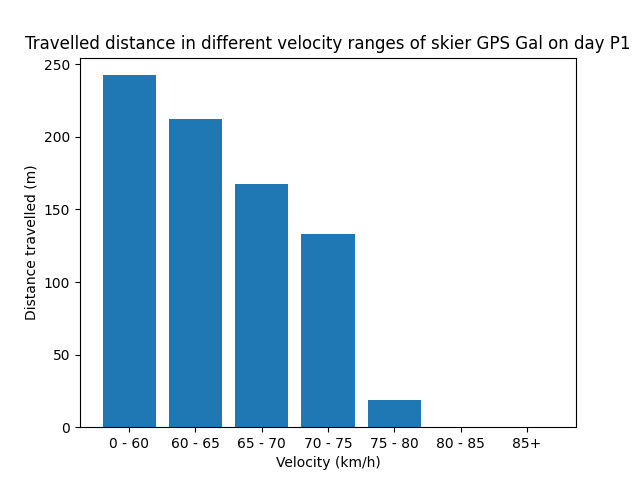 Travelled distance in different velocity ranges of skier GPS Gal on day P1
250
200
150
100
50
0
Distance travelled (m)
0 - 60 60 - 65 65 - 70 70 - 75 75 - 80 80 - 85 85+
Velocity (km/h)